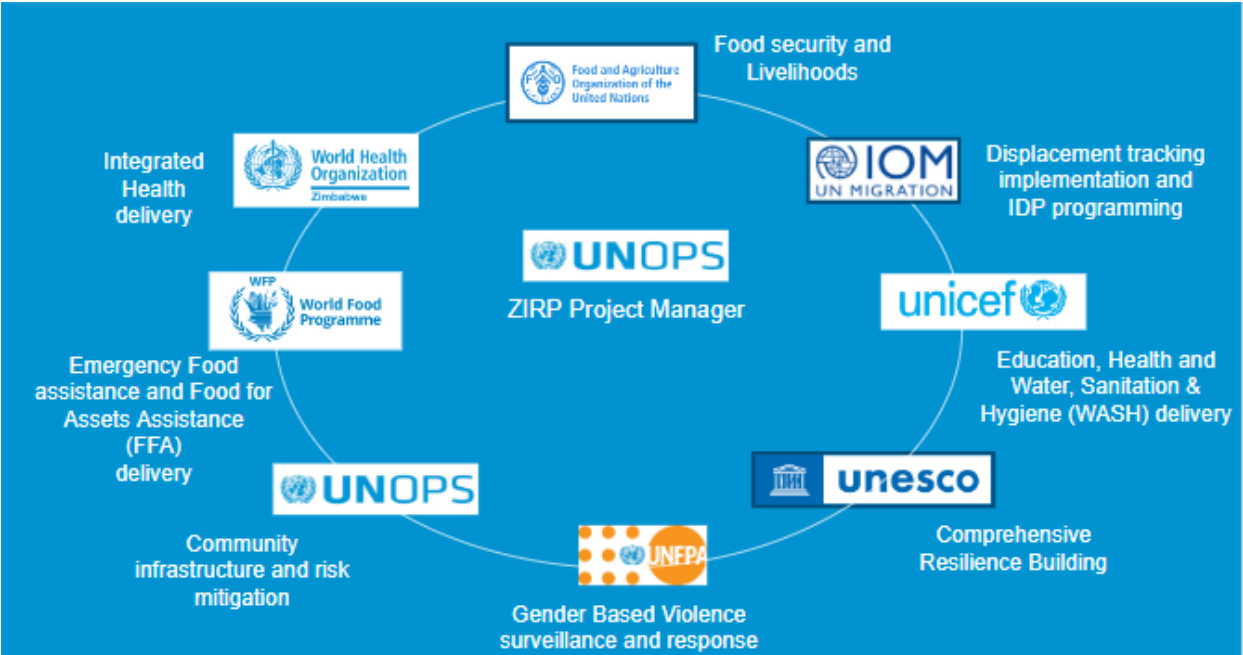 Food and Agriculture
Organization of the
United Nations
Food security and
Livelihoods
World Health
Organization
Zimbabwe
Integrated
Health
delivery
IOM
UN MIGRATION
Displacement tracking
implementation and
IDP programming
UNOPS
ZIRP Project Manager
WFP
World Food
Programme
Emergency Food
assistance and Food for
Assets Assistance
(FFA)
delivery
unicef
Education, Health and
Water, Sanitation &
Hygiene (WASH) delivery
UNOPS
Community
infrastructure and risk
mitigation
unesco
Comprehensive
Resilience Building
UNFPA
Gender Based Violence
surveillance and response